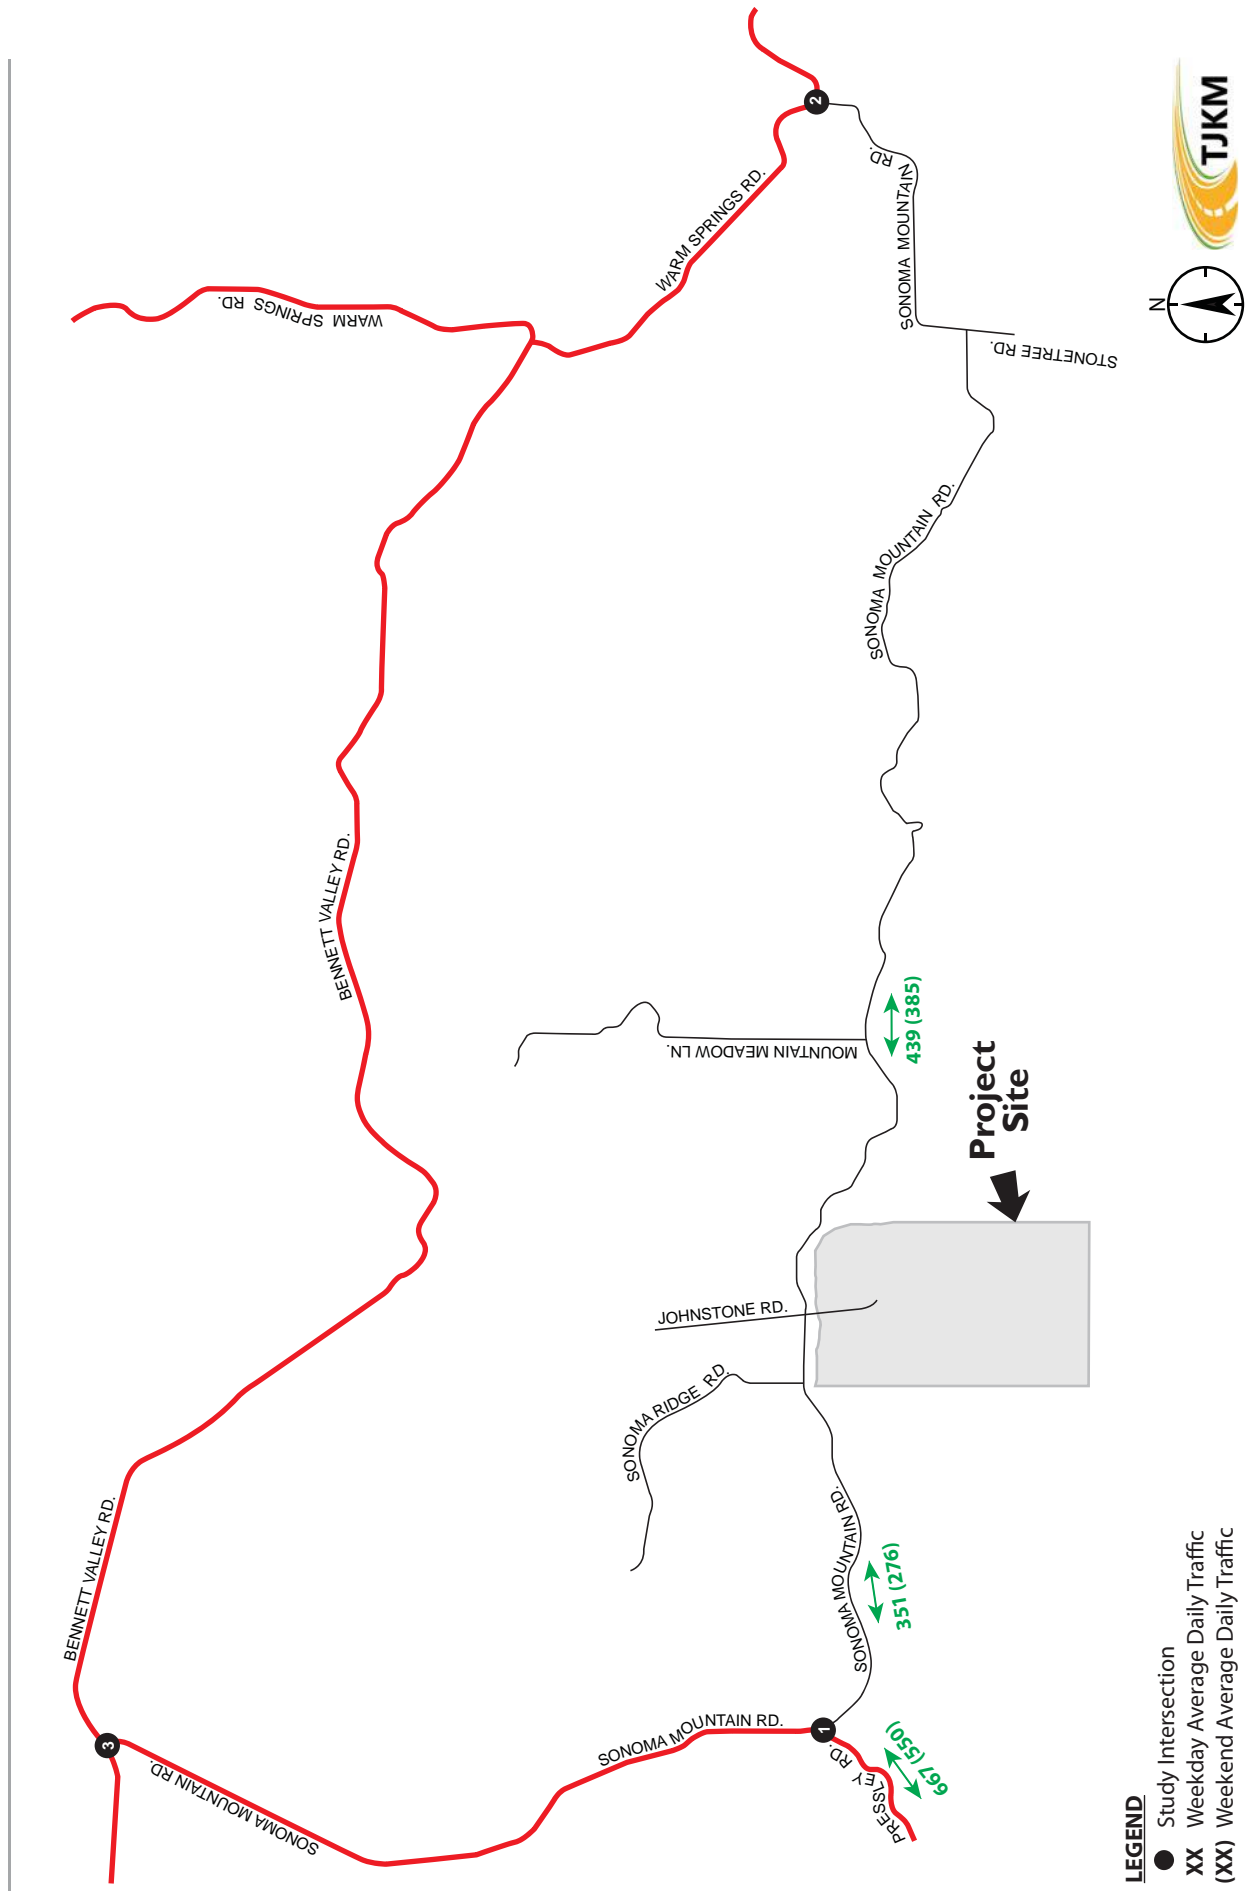 BENNETT VALLEY RD.
SONOMA MOUNTAIN RD.
3
BENNETT VALLEY RD.
WARM SPRINGS RD.
WARM SPRINGS RD.
2
SONOMA MOUNTAIN RD.
STONETREE RD.
SONOMA MOUNTAIN RD.
MOUNTAIN MEADOW LN.
439 (385)
JOHNSTONE RD.
SONOMA RIDGE RD.
SONOMA MOUNTAIN RD.
SONOMA MOUNTAIN RD.
351 (276)
1
PRESSLEY RD.
667 (550)
Project
Site
LEGEND
Study Intersection
XX Weekday Average Daily Traffic
(XX) Weekend Average Daily Traffic
N
TJKM